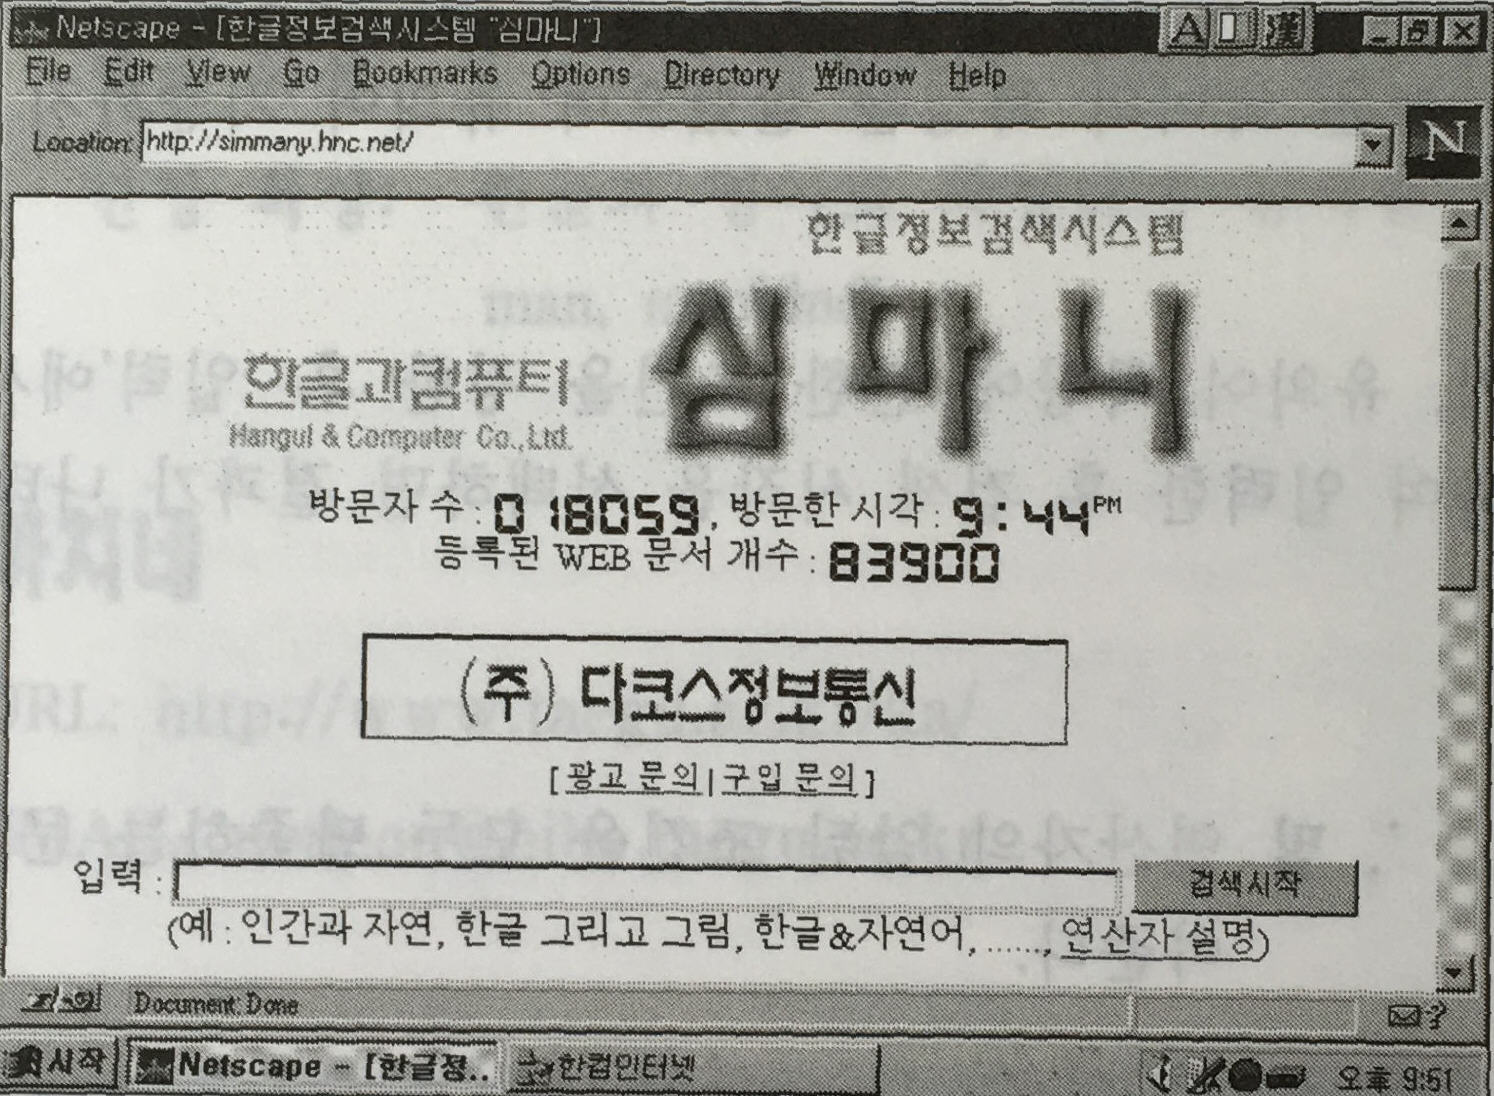 Netscape - [한글정보검색시스템 "심마니"]
A 漢
File Edit View Go Bookmarks Options Directory Window Help
Location: http://simmany.hnc.net/
N
한글정보검색시스템
심마니
한글과컴퓨터
Hangul & Computer Co.,Ltd.
방문자 수 : 018059, 방문한 시각 : 9:44PM
등록된 WEB 문서 개수 : 83900
(주) 다코스정보통신
[ 광고 문의 | 구입 문의 ]
입력 : 검색시작
(예 : 인간과 자연, 한글 그리고 그림, 한글&자연어, ......, 연산자 설명)
Document: Done
시작 Netscape - [한글정.. 한컴인터넷 오후 9:51